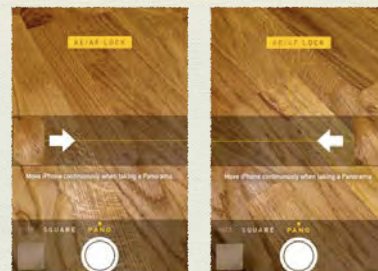 AE/AF LOCK
Move iPhone continuously when taking a Panorama.
SQUARE PANO
AE/AF LOCK
Move iPhone continuously when taking a Panorama.
SQUARE PANO